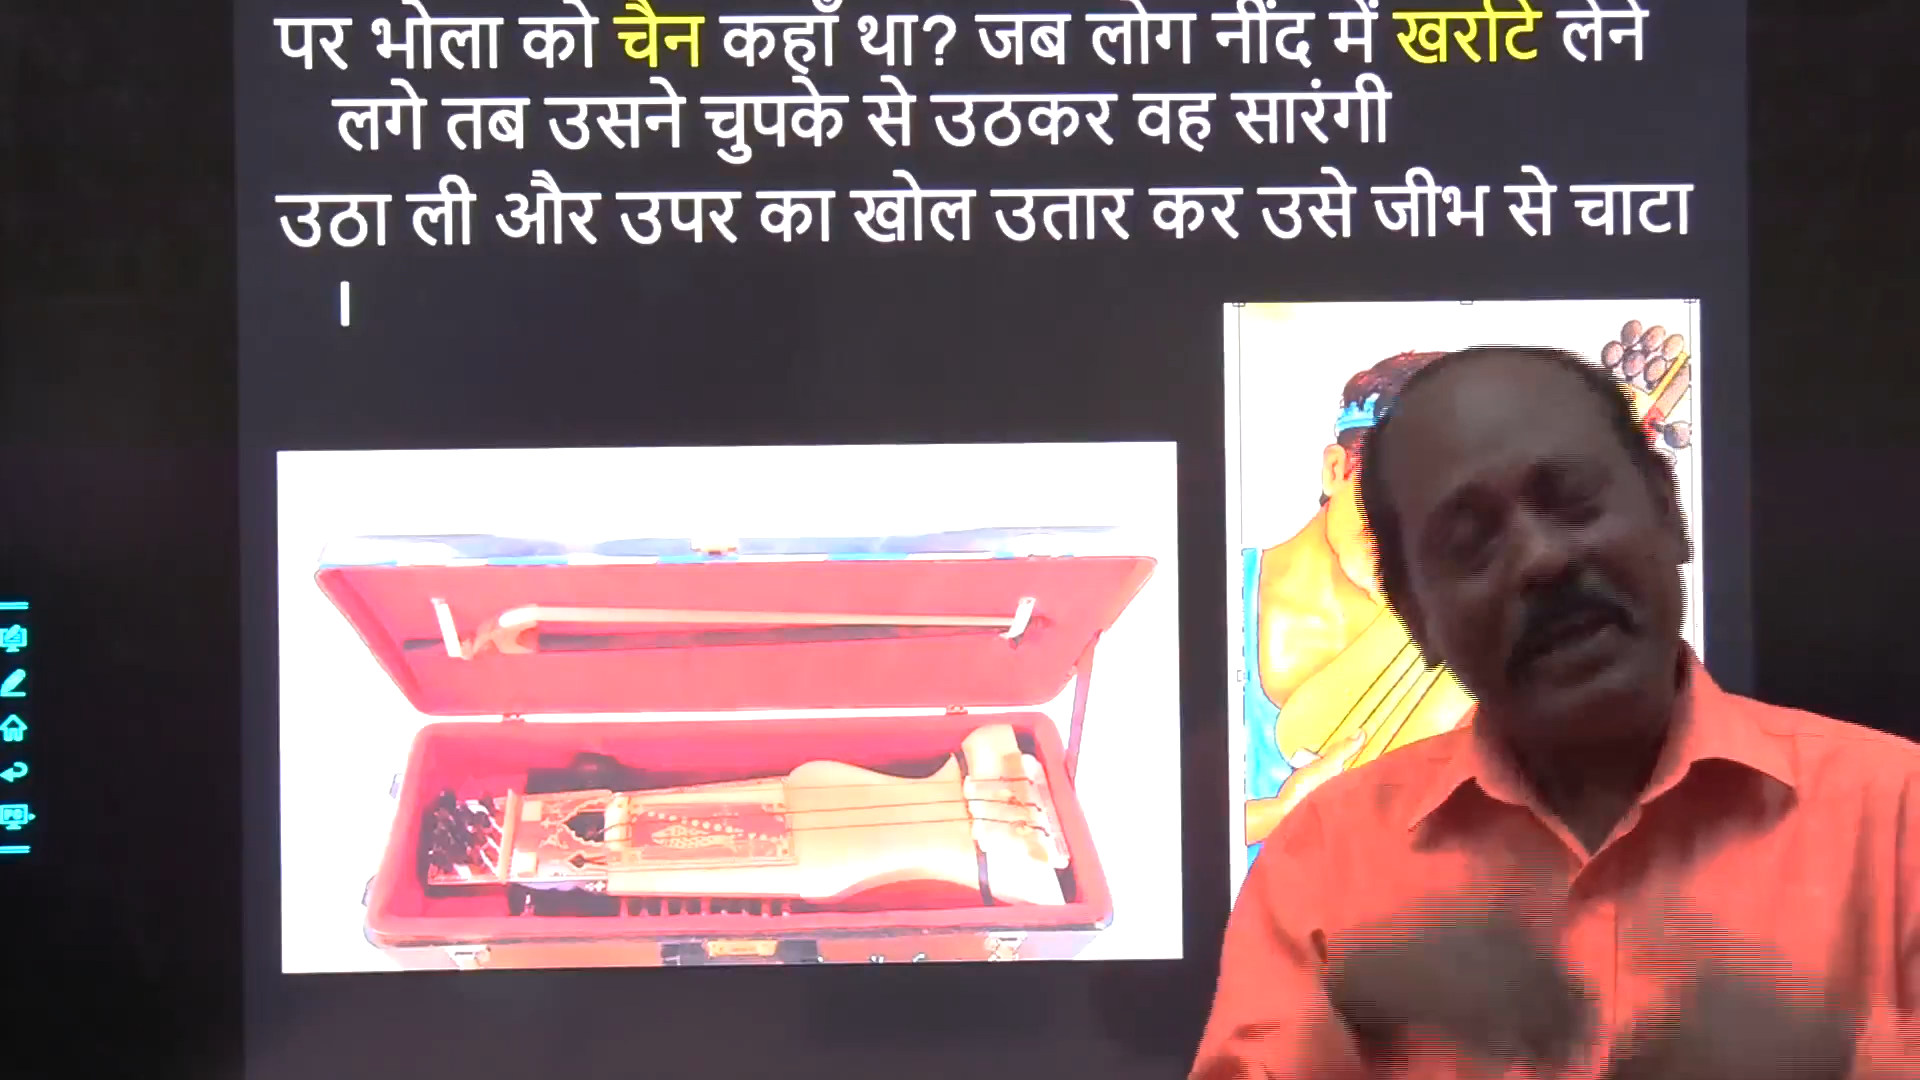 पर भोला को चैन कहाँ था? जब लोग नींद में खर्राटे लेने
लगे तब उसने चुपके से उठकर वह सारंगी
उठा ली और उपर का खोल उतार कर उसे जीभ से चाटा
|